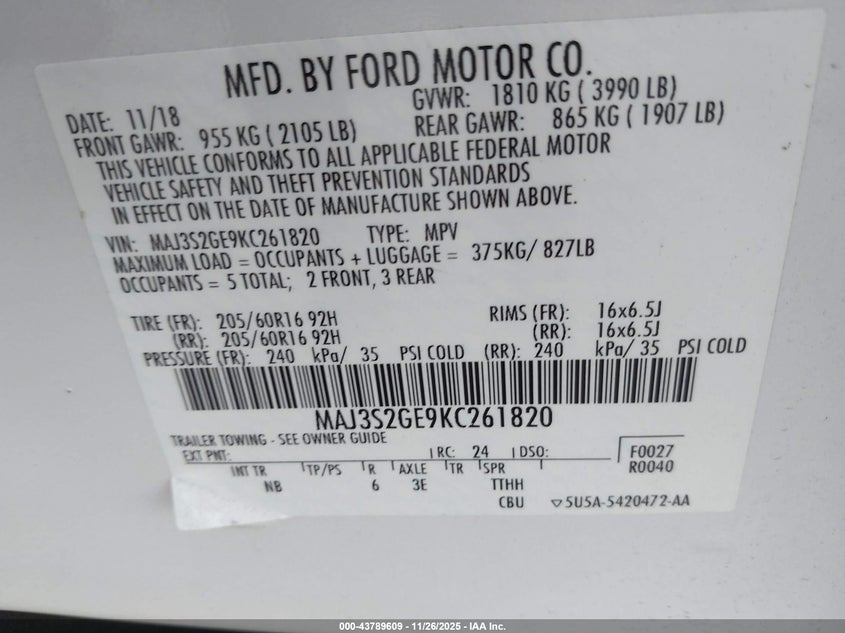 MFD. BY FORD MOTOR CO.
DATE: 11/18 GVWR: 1810 KG ( 3990 LB)
FRONT GAWR: 955 KG ( 2105 LB) REAR GAWR: 865 KG ( 1907 LB)
THIS VEHICLE CONFORMS TO ALL APPLICABLE FEDERAL MOTOR
VEHICLE SAFETY AND THEFT PREVENTION STANDARDS
IN EFFECT ON THE DATE OF MANUFACTURE SHOWN ABOVE.
VIN: MAJ3S2GE9KC261820 TYPE: MPV
MAXIMUM LOAD = OCCUPANTS + LUGGAGE = 375KG/ 827LB
OCCUPANTS = 5 TOTAL; 2 FRONT, 3 REAR
TIRE (FR): 205/60R16 92H RIMS (FR): 16x6.5J
(RR): 205/60R16 92H (RR): 16x6.5J
PRESSURE (FR): 240 kPa/ 35 PSI COLD (RR): 240 kPa/ 35 PSI COLD
MAJ3S2GE9KC261820
TRAILER TOWING - SEE OWNER GUIDE
EXT PNT: RC: 24 DSO: F0027
R0040
INT TR TP/PS R AXLE TR SPR
NB 6 3E TTHH
CBU ▽5U5A-5420472-AA
000-43789609 - 11/26/2025 - IAA Inc.